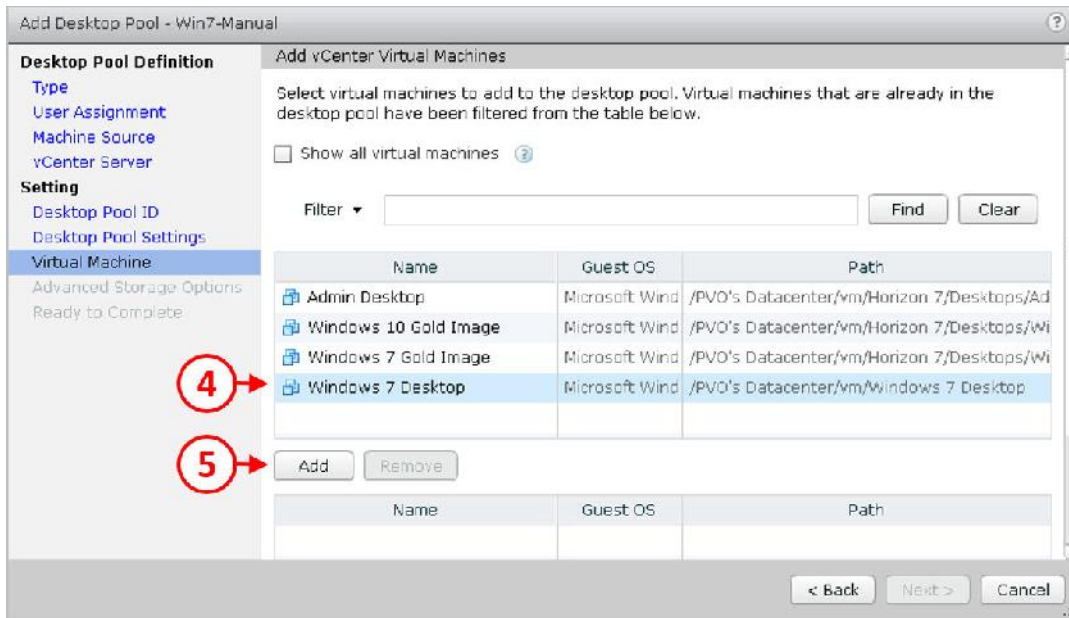 Add Desktop Pool - Win7-Manual
?
Desktop Pool Definition
Type
User Assignment
Machine Source
vCenter Server
Setting
Desktop Pool ID
Desktop Pool Settings
Virtual Machine
Advanced Storage Options
Ready to Complete
Add vCenter Virtual Machines
Select virtual machines to add to the desktop pool. Virtual machines that are already in the
desktop pool have been filtered from the table below.
Show all virtual machines ?
Filter Find Clear
Name Guest OS Path
Admin Desktop Microsoft Wind /PVO's Datacenter/vm/Horizon 7/Desktops/Ad
Windows 10 Gold Image Microsoft Wind /PVO's Datacenter/vm/Horizon 7/Desktops/Wi
Windows 7 Gold Image Microsoft Wind /PVO's Datacenter/vm/Horizon 7/Desktops/Wi
4 Windows 7 Desktop Microsoft Wind /PVO's Datacenter/vm/Windows 7 Desktop
5 Add Remove
Name Guest OS Path
< Back Next > Cancel